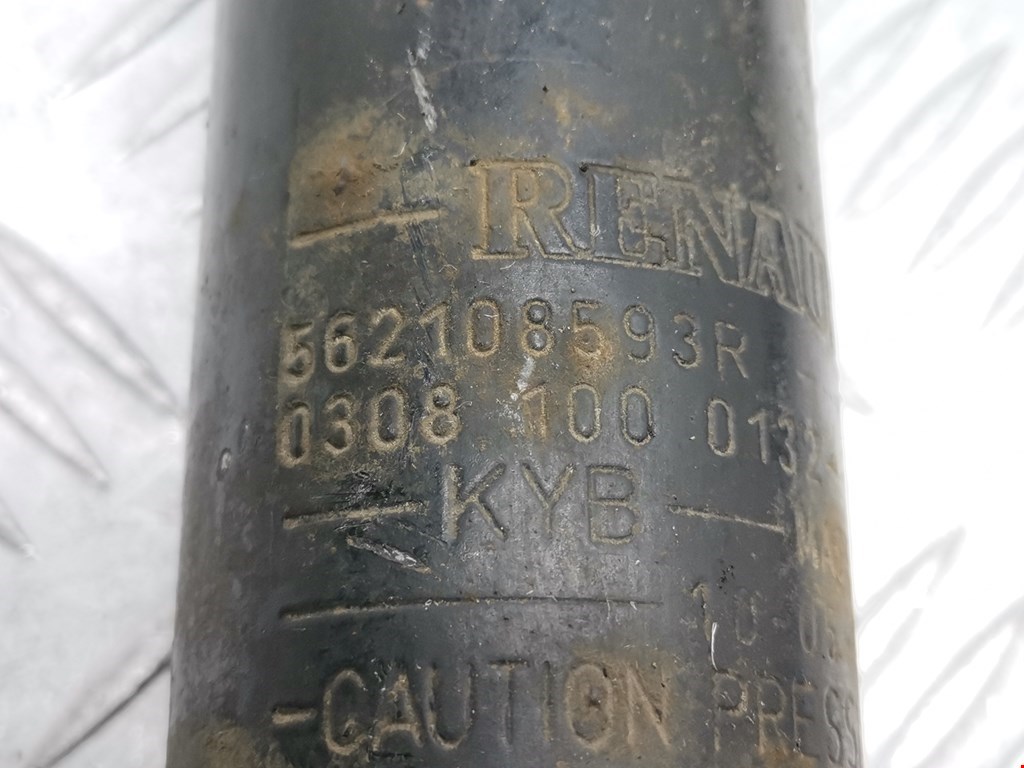 RENAU
562108593R
0308 100 0132
KYB
-CAUTION PRESS